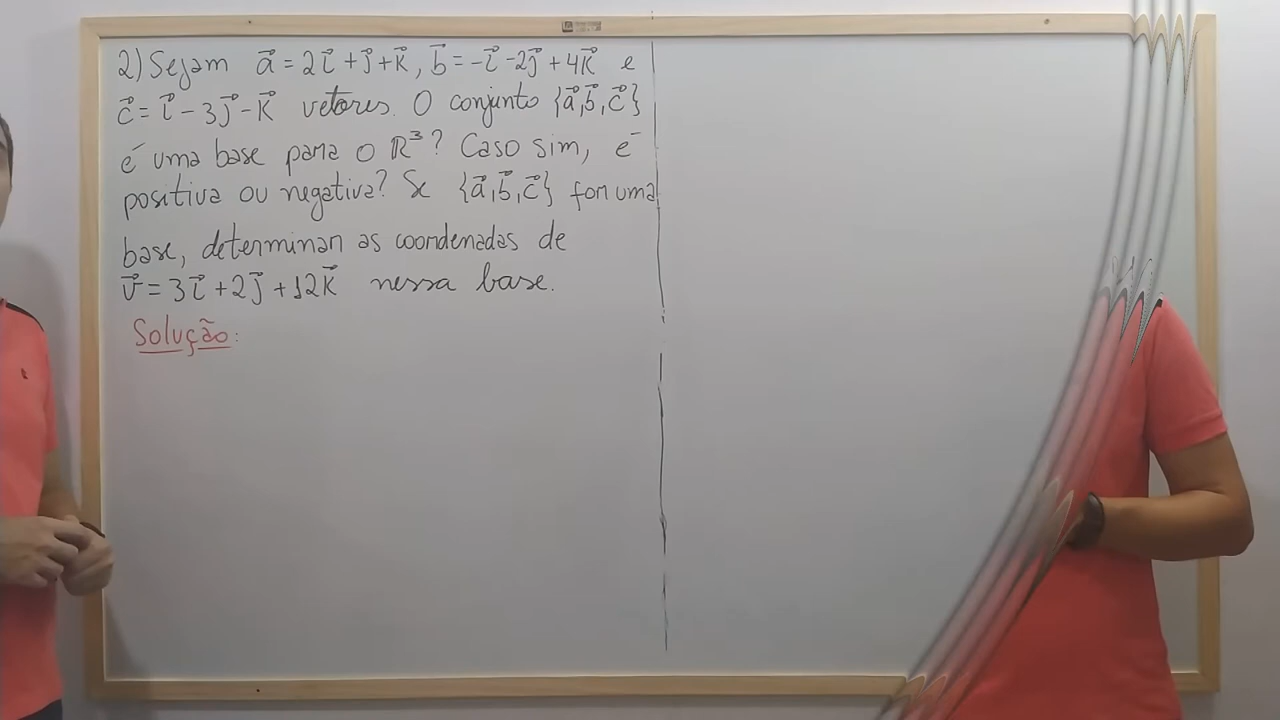 2) Sejam a⃗ = 2i⃗ + j⃗ + k⃗, b⃗ = -i⃗ - 2j⃗ + 4k⃗ e
c⃗ = i⃗ - 3j⃗ - k⃗ vetores. O conjunto {a⃗, b⃗, c⃗}
é uma base para o ℝ³? Caso sim, é
positiva ou negativa? Se {a⃗, b⃗, c⃗} for uma
base, determinar as coordenadas de
v⃗ = 3i⃗ + 2j⃗ + 12k⃗ nessa base.
Solução: